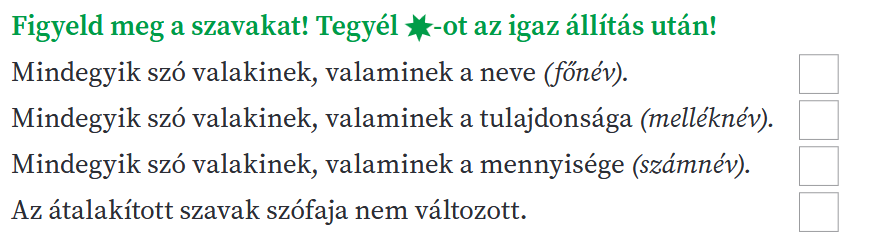 Figyeld meg a szavakat! Tegyél ✷-ot az igaz állítás után!
Mindegyik szó valakinek, valaminek a neve (főnév).
Mindegyik szó valakinek, valaminek a tulajdonsága (melléknév).
Mindegyik szó valakinek, valaminek a mennyisége (számnév).
Az átalakított szavak szófaja nem változott.